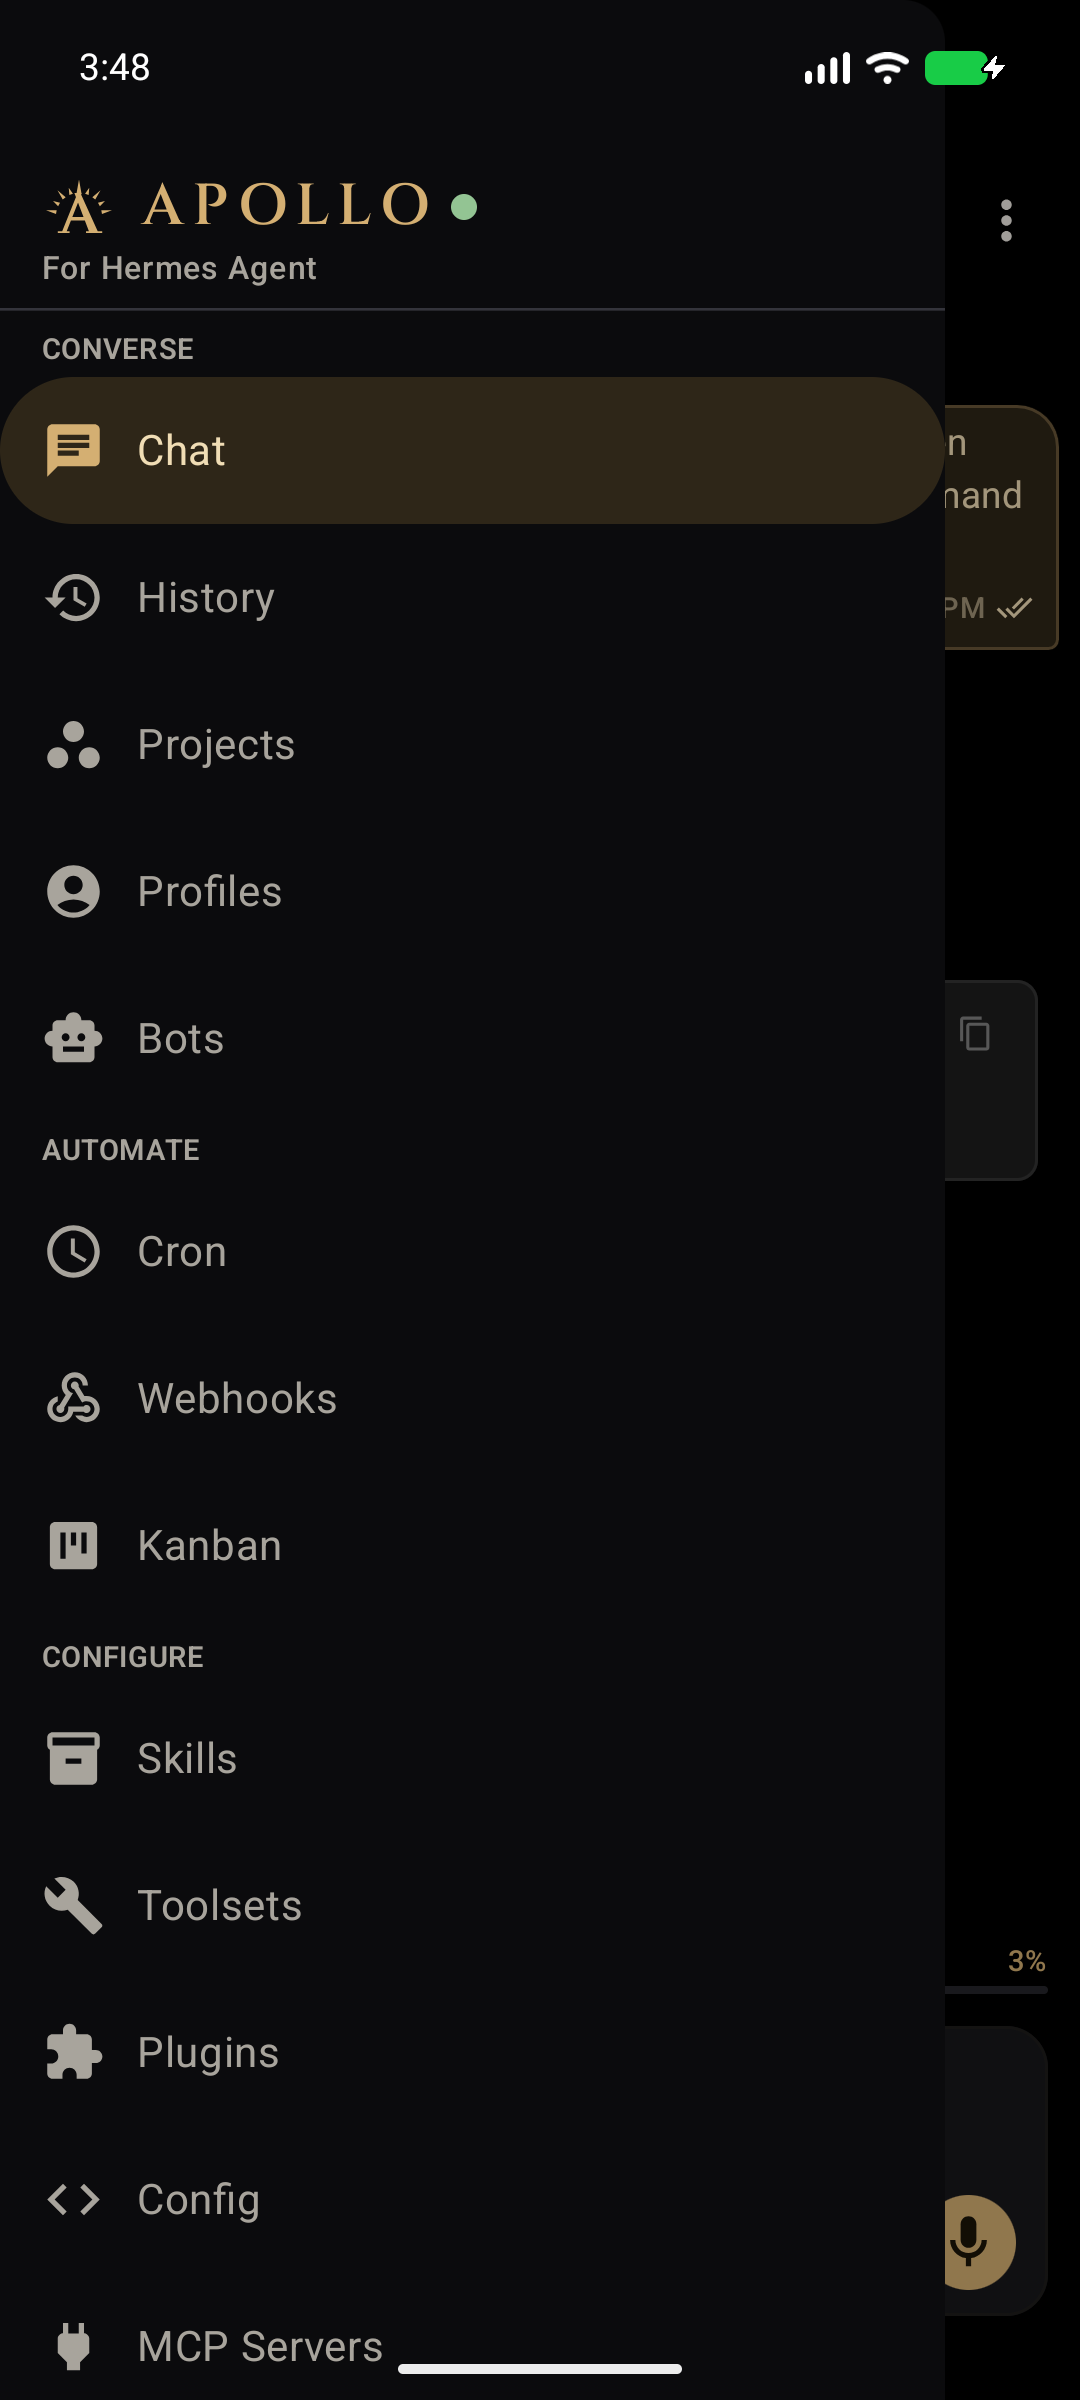 3:48
APOLLO
For Hermes Agent
CONVERSE
Chat
History
Projects
Profiles
Bots
AUTOMATE
Cron
Webhooks
Kanban
CONFIGURE
Skills
Toolsets
Plugins
Config
MCP Servers
PM
3%